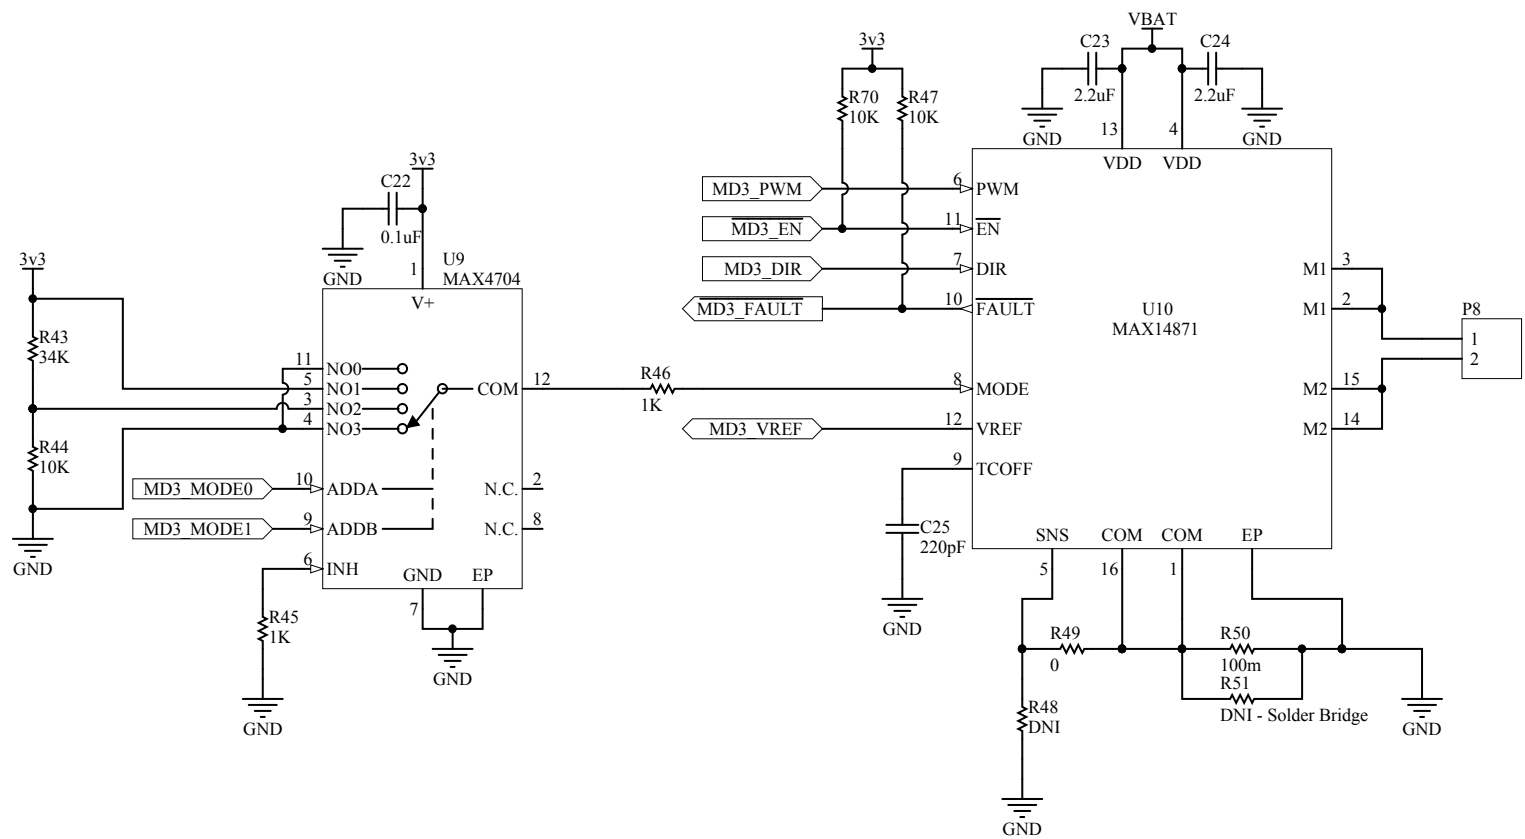 VBAT
3v3
C23
C24
R70
10K
R47
10K
2.2uF
2.2uF
GND
GND
13
4
VDD
VDD
3v3
C22
0.1uF
GND
MD3_PWM
6
PWM
MD3_EN
11
EN
MD3_DIR
7
DIR
MD3_FAULT
10
FAULT
U10
MAX14871
M1
3
M1
2
P8
1
2
3v3
1
U9
MAX4704
V+
R43
34K
11
NO0
5
NO1
3
NO2
4
NO3
COM
12
R46
1K
8
MODE
M2
15
R44
10K
MD3_VREF
12
VREF
M2
14
9
TCOFF
MD3_MODE0
10
ADDA
N.C.
2
MD3_MODE1
9
ADDB
N.C.
8
C25
220pF
SNS
COM
COM
EP
GND
6
INH
GND
EP
5
16
1
7
R45
1K
GND
GND
R49
0
R50
100m
R51
DNI - Solder Bridge
GND
GND
R48
DNI
GND
GND